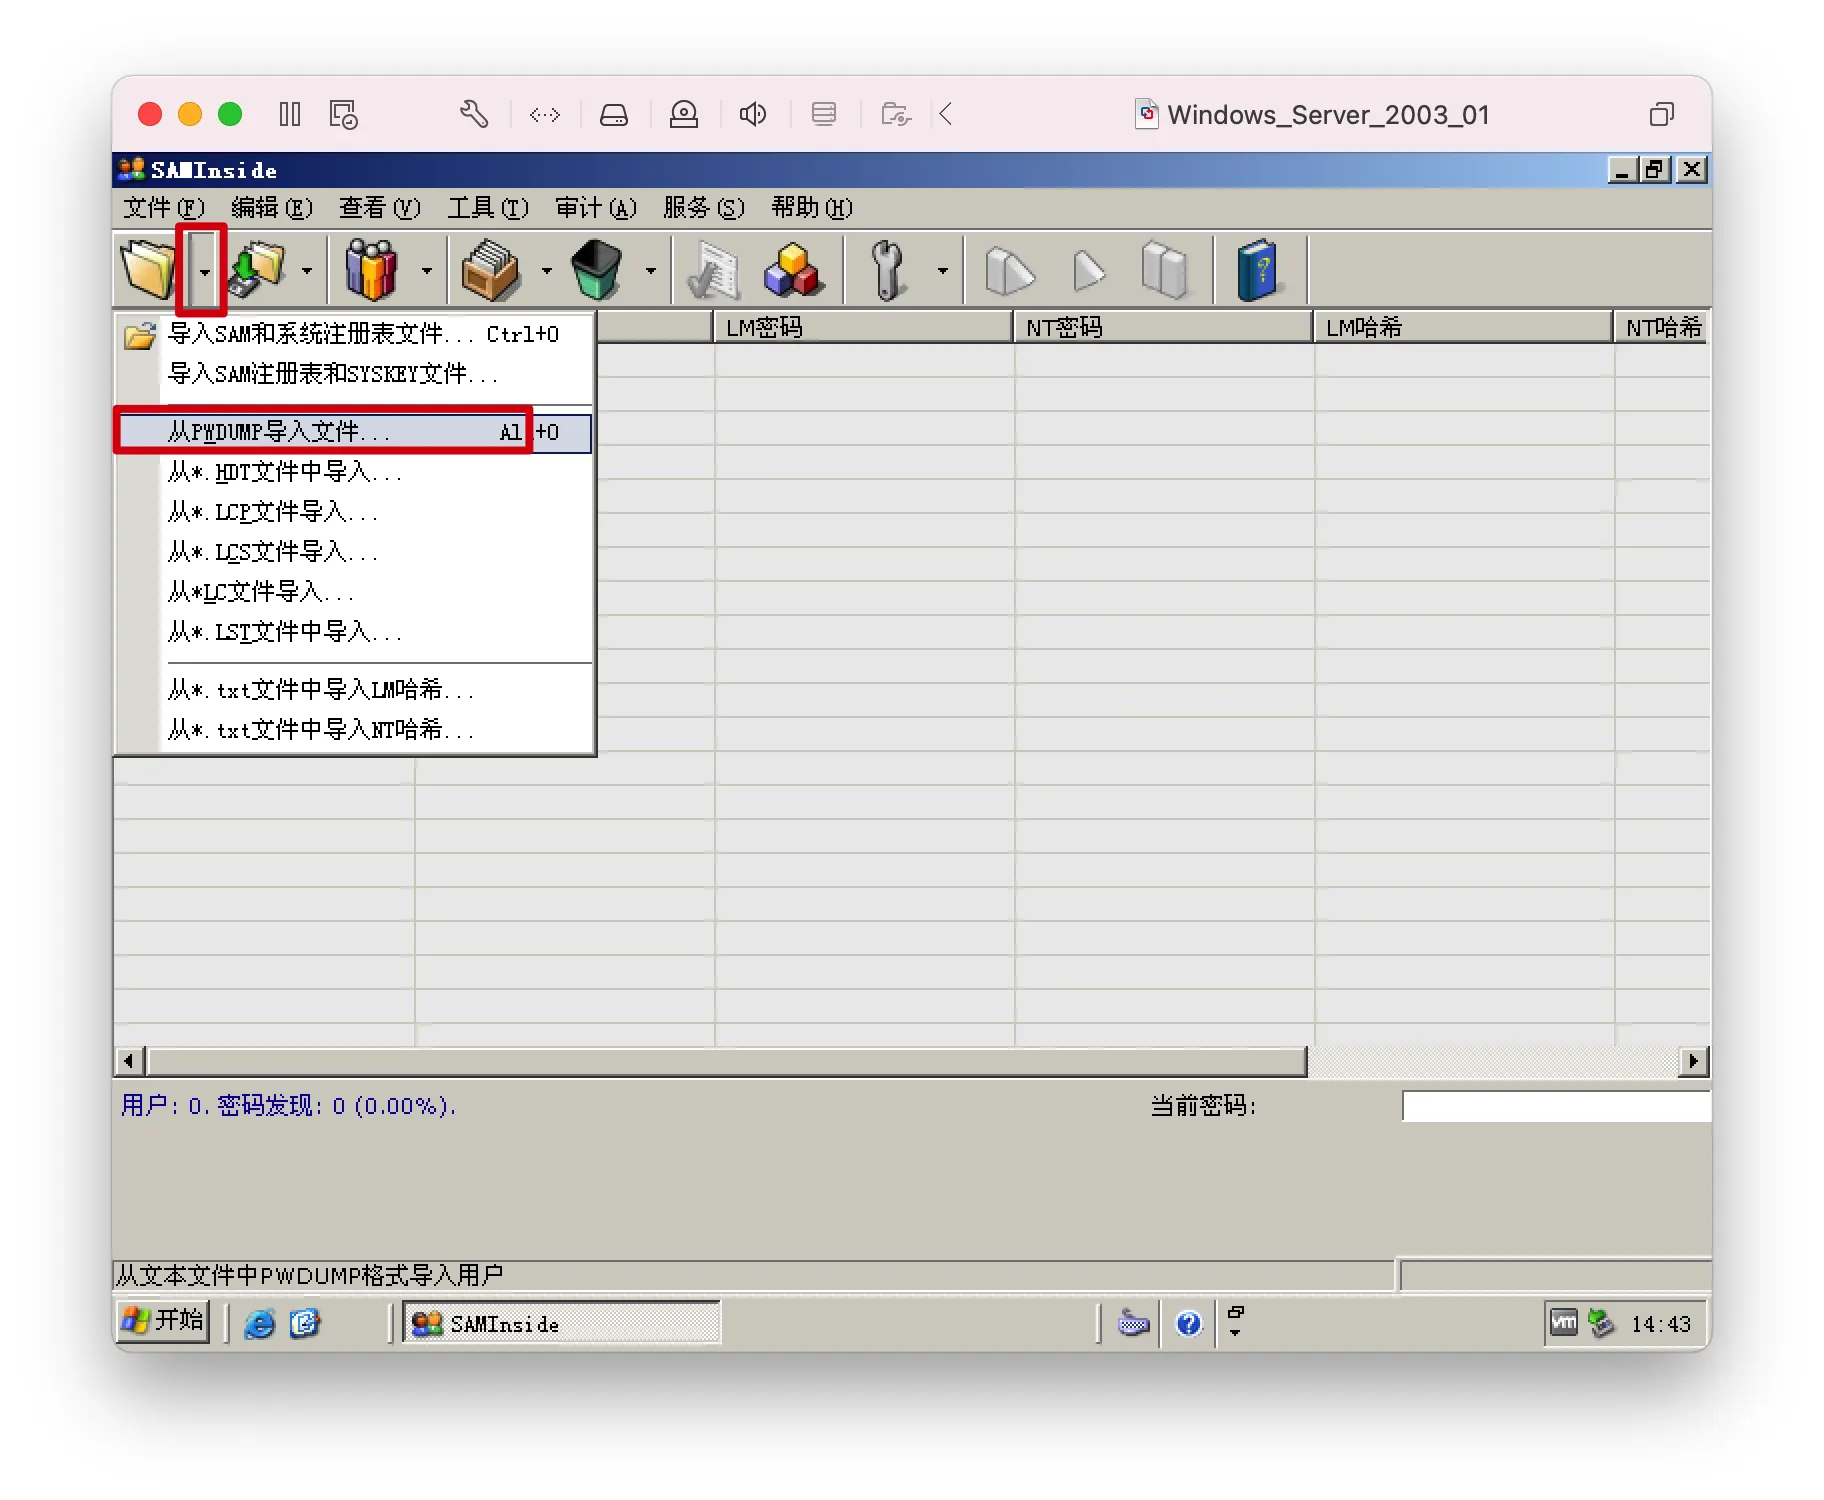 Windows_Server_2003_01
SAMInside
文件(F) 编辑(E) 查看(V) 工具(T) 审计(A) 服务(S) 帮助(H)
LM密码 NT密码 LM哈希 NT哈希
导入SAM和系统注册表文件... Ctrl+O
导入SAM注册表和SYSKEY文件...
从PWDUMP导入文件... Al+O
从*.HDT文件中导入...
从*.LCP文件导入...
从*.LCS文件导入...
从*LC文件导入...
从*.LST文件中导入...
从*.txt文件中导入LM哈希...
从*.txt文件中导入NT哈希...
用户: 0. 密码发现: 0 (0.00%).
当前密码:
从文本文件中PWDUMP格式导入用户
开始 SAMInside vm 14:43